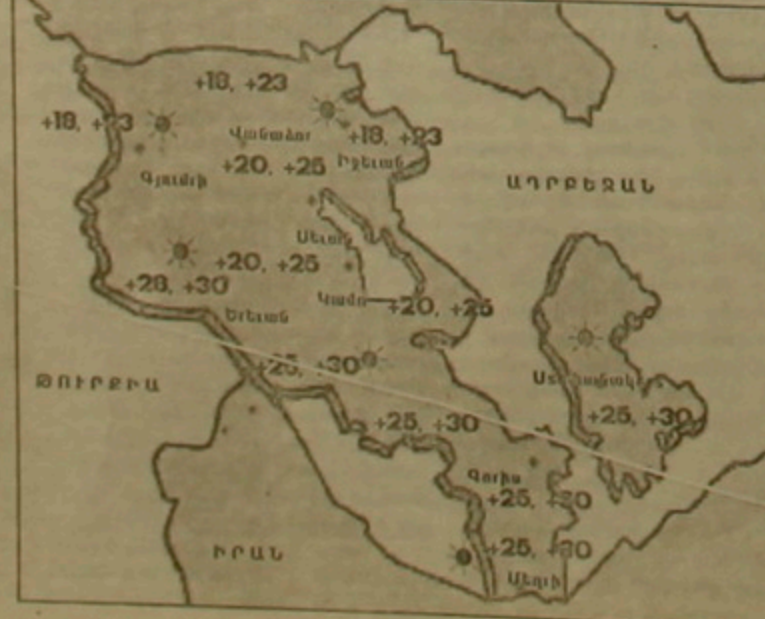 +18, +23
+18, +23
Վանաձոր
+18, +23
+20, +25
Իջեւան
Գյումրի
ԱԴՐԲԵՋԱՆ
Սեւան
+20, +25
+28, +30
Կամո
+20, +25
Երեւան
+25, +30
ԹՈՒՐՔԻԱ
Ստեփանակերտ
+25, +30
+25, +30
Գորիս
+25, +30
ԻՐԱՆ
+25, +30
Մեղրի